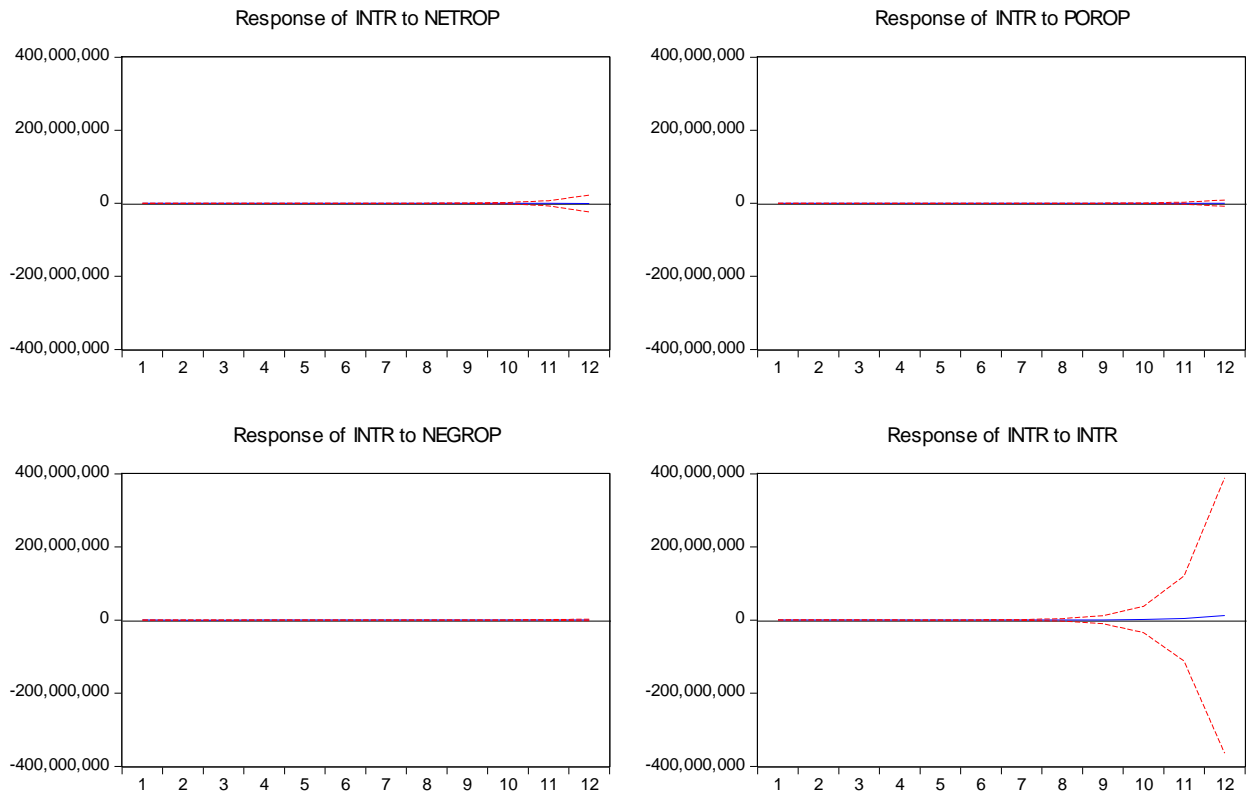 Response of INTR to NETROP
400,000,000
200,000,000
0
-200,000,000
-400,000,000
1 2 3 4 5 6 7 8 9 10 11 12
Response of INTR to POROP
400,000,000
200,000,000
0
-200,000,000
-400,000,000
1 2 3 4 5 6 7 8 9 10 11 12
Response of INTR to NEGROP
400,000,000
200,000,000
0
-200,000,000
-400,000,000
1 2 3 4 5 6 7 8 9 10 11 12
Response of INTR to INTR
400,000,000
200,000,000
0
-200,000,000
-400,000,000
1 2 3 4 5 6 7 8 9 10 11 12